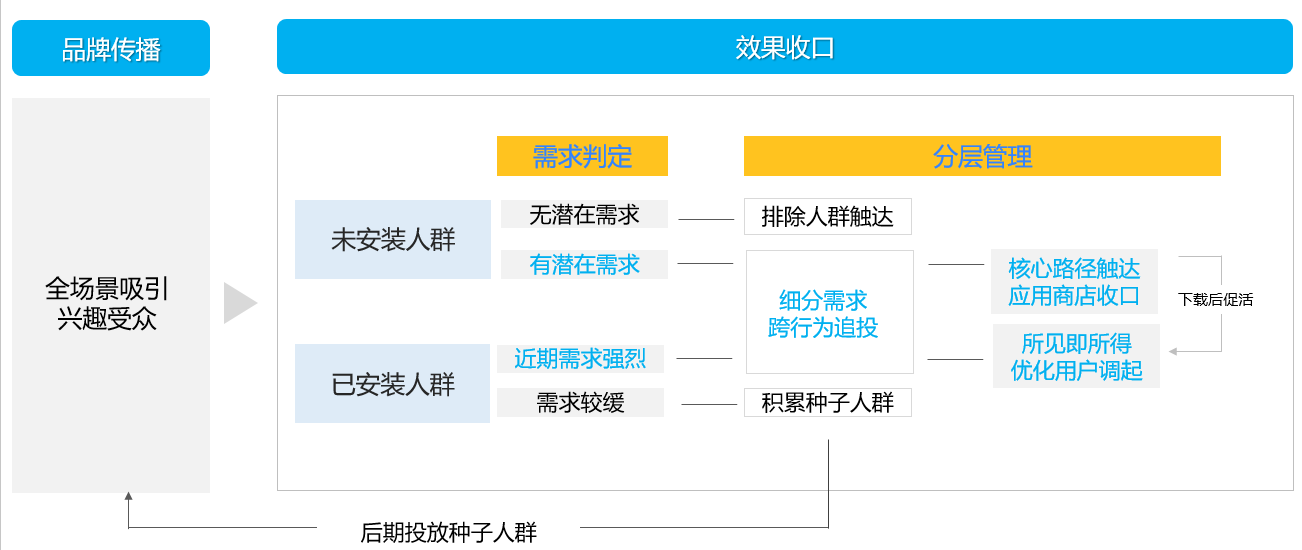 品牌传播
效果收口
需求判定
分层管理
未安装人群
无潜在需求
排除人群触达
有潜在需求
全场景吸引
兴趣受众
细分需求
跨行为追投
核心路径触达
应用商店收口
下载后促活
已安装人群
近期需求强烈
所见即所得
优化用户调起
需求较缓
积累种子人群
后期投放种子人群